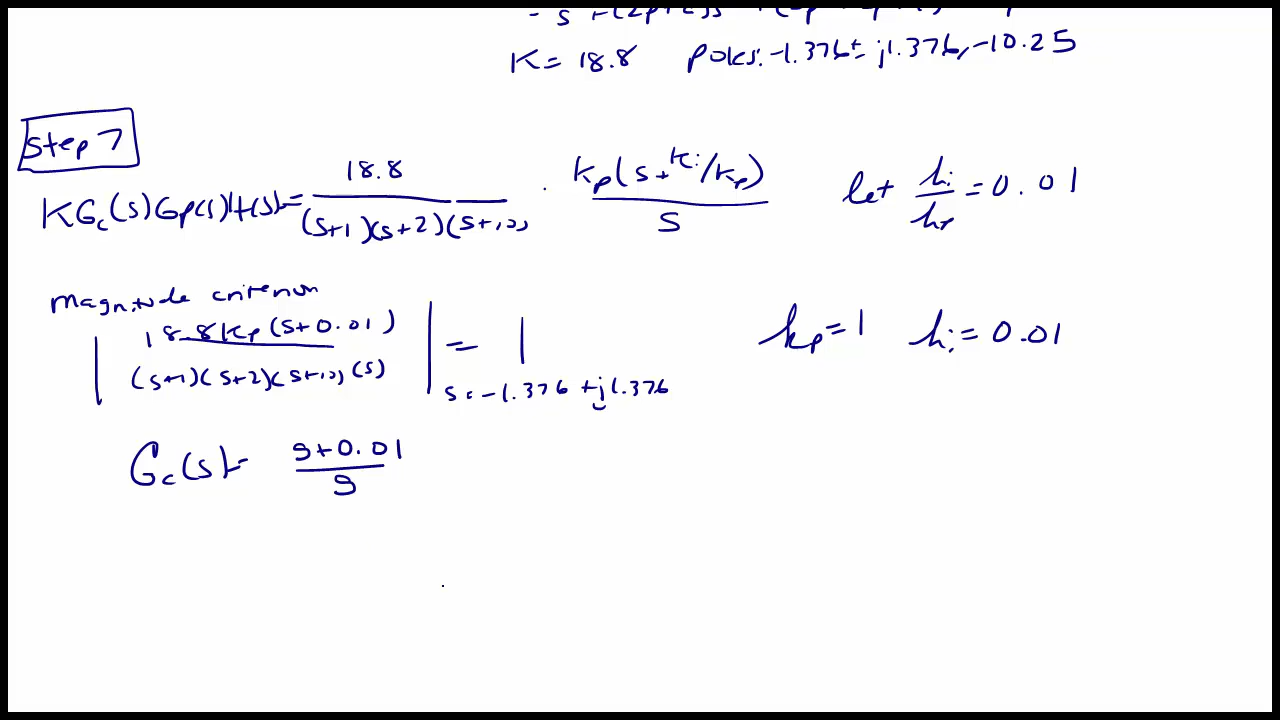 K = 18.8 poles: -1.376 ± j1.376, -10.25
Step 7
KGc(s)Gp(s)H(s) = 18.8 / (s+1)(s+2)(s+10) · kp(s + Ki/Kp) / s let ki/kp = 0.01
Magnitude criterion
| 18.8 Kp (s+0.01) / (s+1)(s+2)(s+10)(s) | s = -1.376 + j1.376 = 1 kp = 1 ki = 0.01
Gc(s) = s+0.01 / s